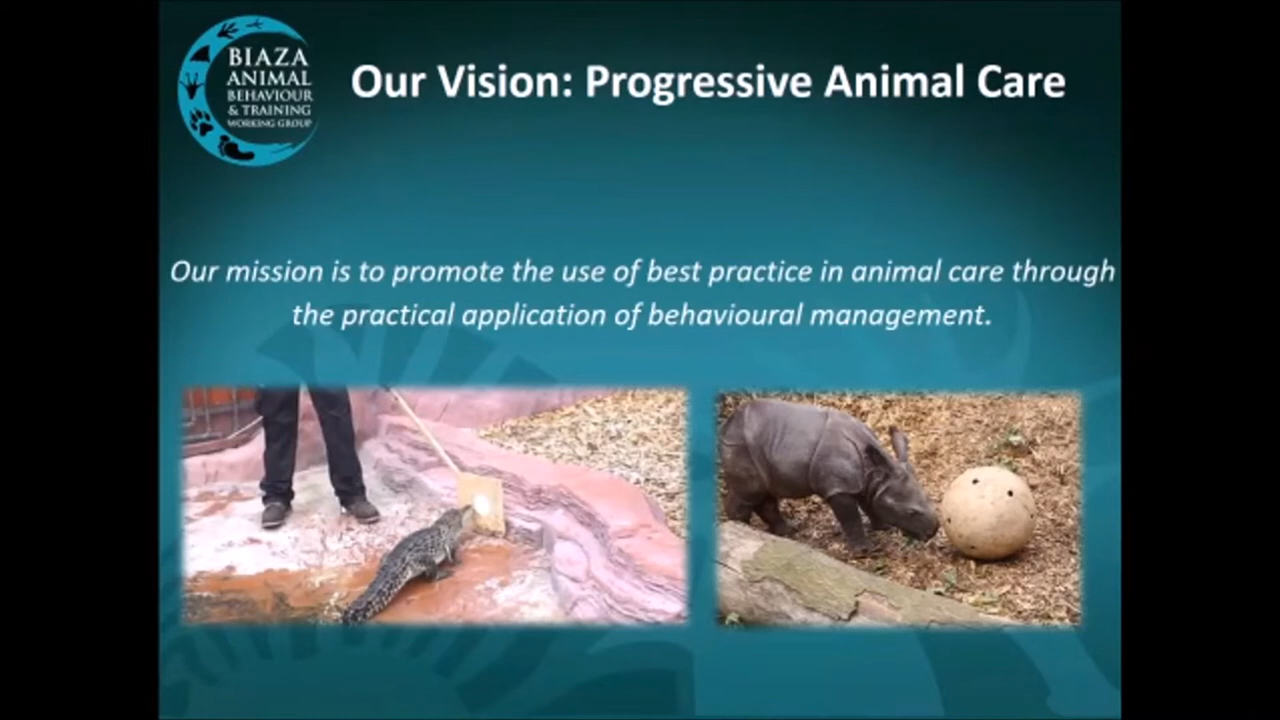 BIAZA
ANIMAL
BEHAVIOUR
& TRAINING
WORKING GROUP
Our Vision: Progressive Animal Care
Our mission is to promote the use of best practice in animal care through
the practical application of behavioural management.